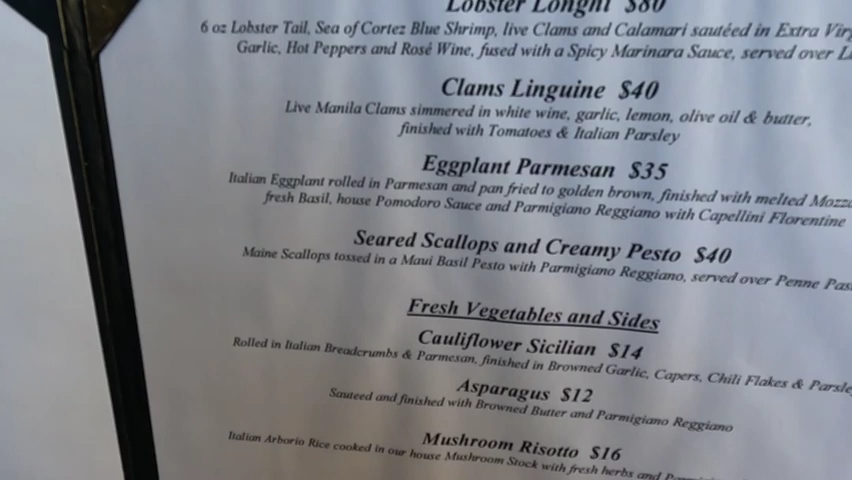 Lobster Longhi $80
6 oz Lobster Tail, Sea of Cortez Blue Shrimp, live Clams and Calamari sautéed in Extra
Garlic, Hot Peppers and Rosé Wine, fused with a Spicy Marinara Sauce, served over
Clams Linguine $40
Live Manila Clams simmered in white wine, garlic, lemon, olive oil & butter,
finished with Tomatoes & Italian Parsley
Eggplant Parmesan $35
Italian Eggplant rolled in Parmesan and pan fried to golden brown, finished with melted
fresh Basil, house Pomodoro Sauce and Parmigiano Reggiano with Capellini Florentine
Seared Scallops and Creamy Pesto $40
Maine Scallops tossed in a Maui Basil Pesto with Parmigiano Reggiano, served over Penne
Fresh Vegetables and Sides
Cauliflower Sicilian $14
Rolled in Italian Breadcrumbs & Parmesan, finished in Browned Garlic, Capers, Chili Flakes &
Asparagus $12
Sauteed and finished with Browned Butter and Parmigiano Reggiano
Mushroom Risotto $16
Italian Arborio Rice cooked in our house Mushroom Stock with fresh herbs and